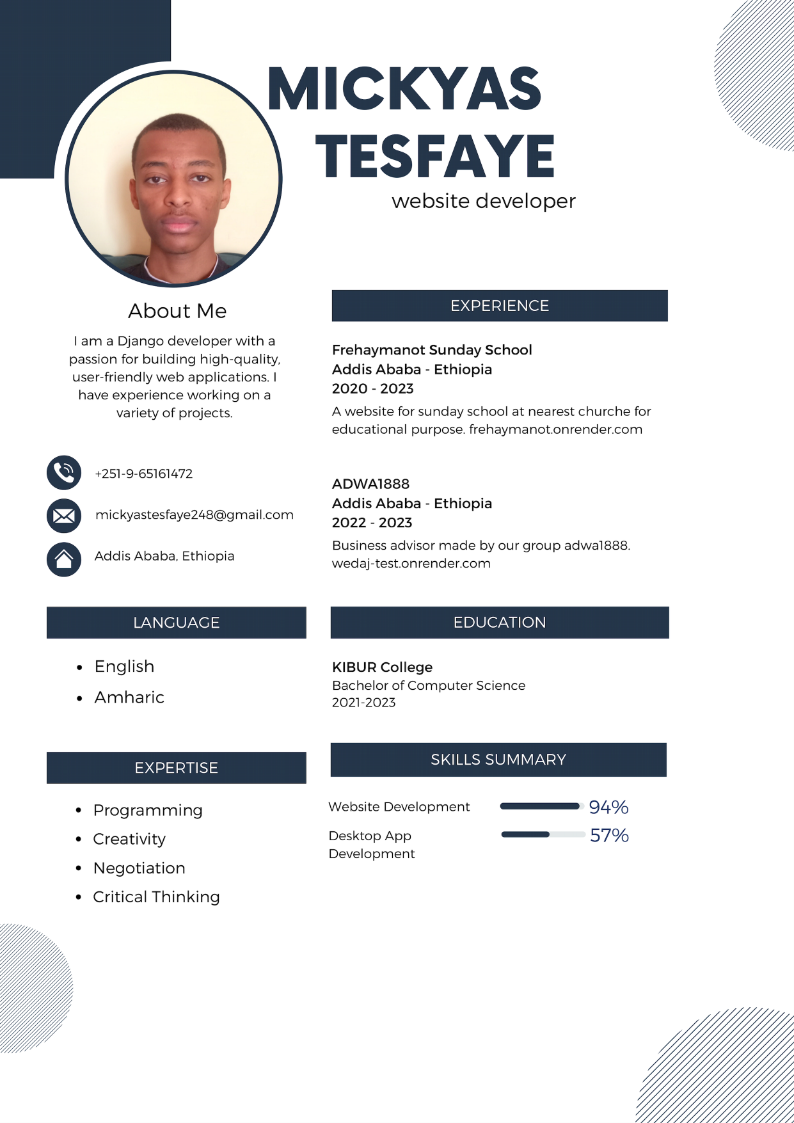 MICKYAS
TESFAYE
website developer
About Me
I am a Django developer with a
passion for building high-quality,
user-friendly web applications. I
have experience working on a
variety of projects.
+251-9-65161472
mickyastesfaye248@gmail.com
Addis Ababa, Ethiopia
LANGUAGE
English
Amharic
EXPERTISE
Programming
Creativity
Negotiation
Critical Thinking
EXPERIENCE
Frehaymanot Sunday School
Addis Ababa - Ethiopia
2020 - 2023
A website for sunday school at nearest churche for
educational purpose. frehaymanot.onrender.com
ADWA1888
Addis Ababa - Ethiopia
2022 - 2023
Business advisor made by our group adwa1888.
wedaj-test.onrender.com
EDUCATION
KIBUR College
Bachelor of Computer Science
2021-2023
SKILLS SUMMARY
Website Development 94%
Desktop App 57%
Development